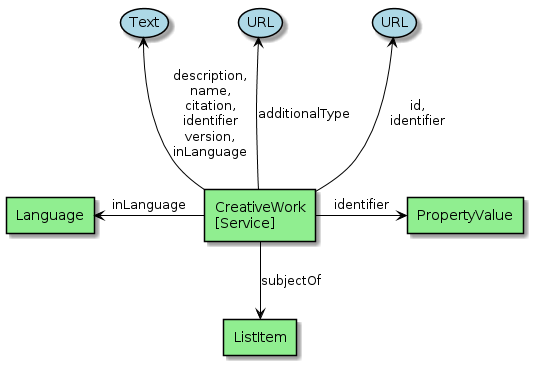 Text
URL
URL
description,
name,
citation,
identifier
version,
inLanguage
additionalType
id,
identifier
Language
inLanguage
CreativeWork
[Service]
identifier
PropertyValue
subjectOf
ListItem